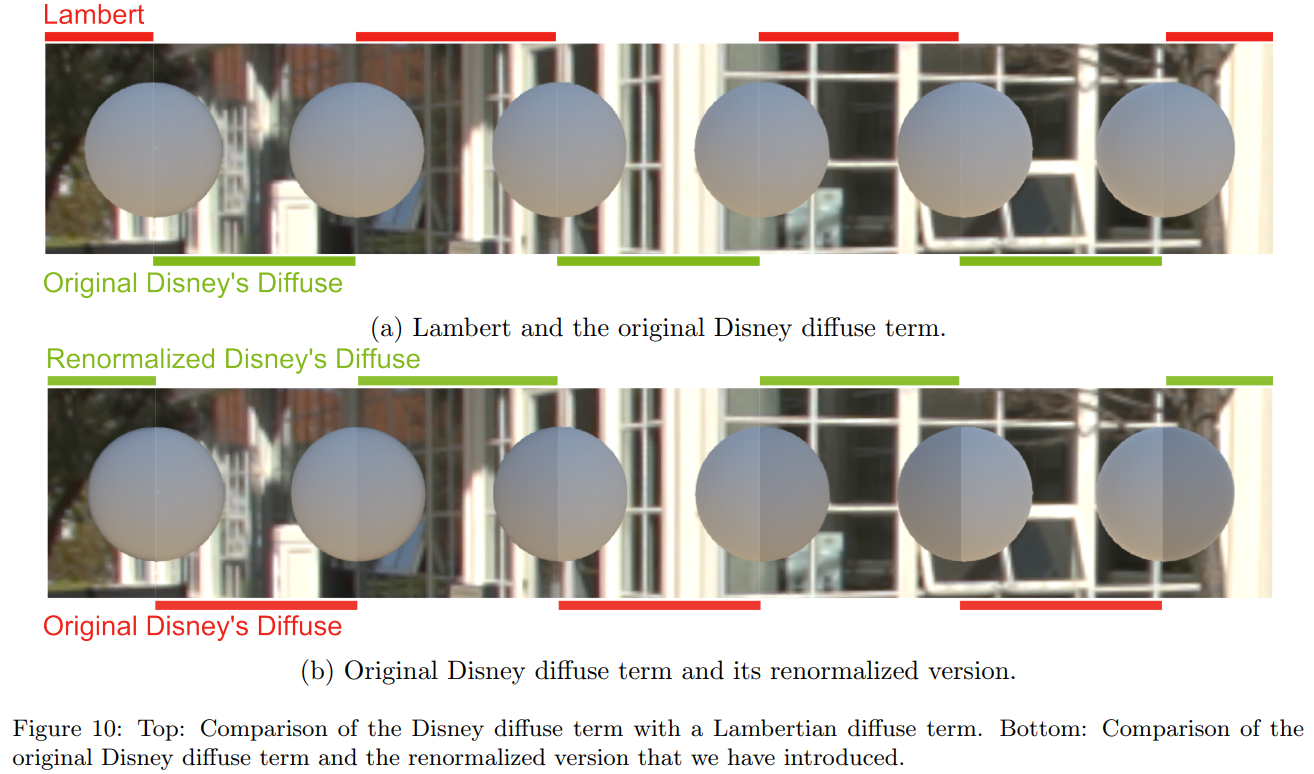 Lambert
Original Disney's Diffuse
(a) Lambert and the original Disney diffuse term.
Renormalized Disney's Diffuse
Original Disney's Diffuse
(b) Original Disney diffuse term and its renormalized version.
Figure 10: Top: Comparison of the Disney diffuse term with a Lambertian diffuse term. Bottom: Comparison of the
original Disney diffuse term and the renormalized version that we have introduced.